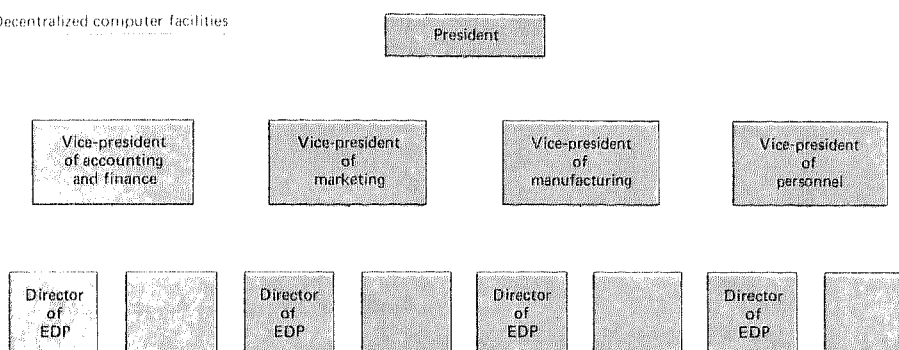 Decentralized computer facilities
President
Vice-president
of accounting
and finance
Vice-president
of
marketing
Vice-president
of
manufacturing
Vice-president
of
personnel
Director
of
EDP
Director
of
EDP
Director
of
EDP
Director
of
EDP